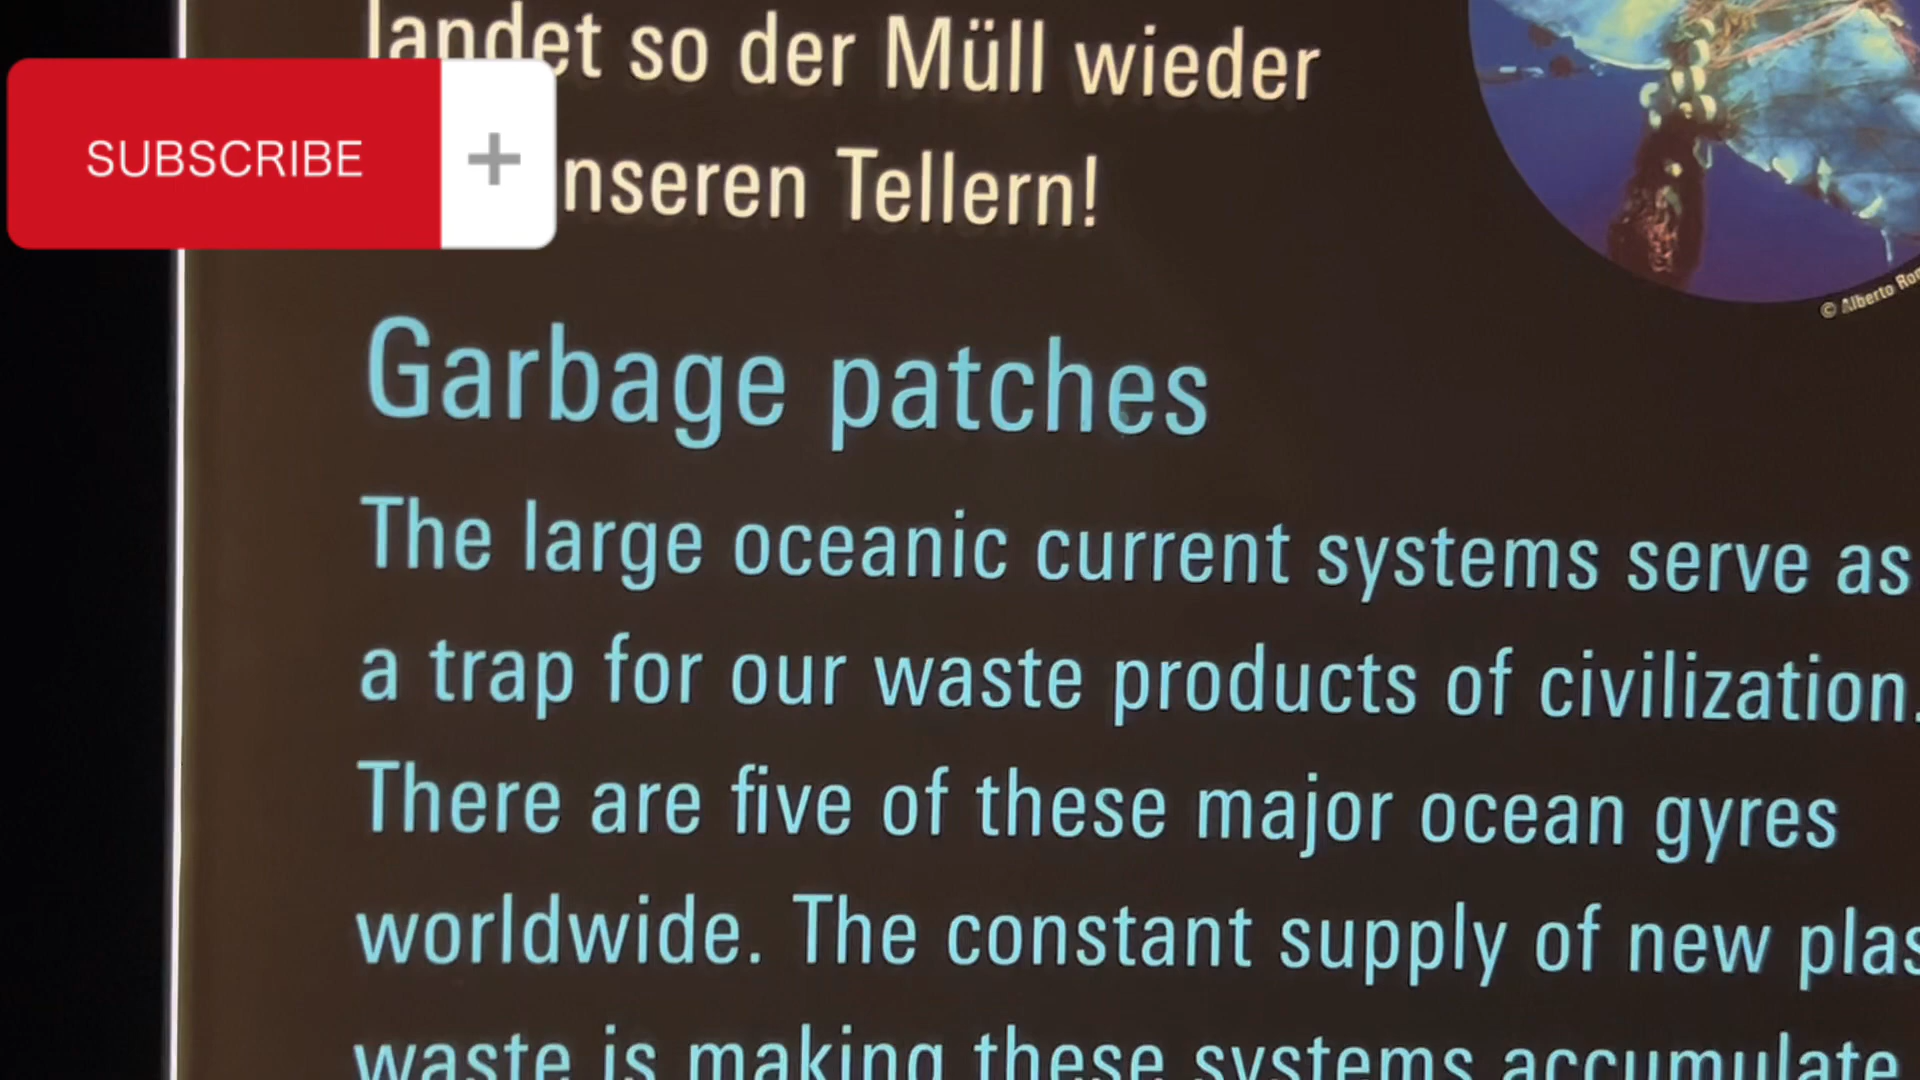 landet so der Müll wieder
SUBSCRIBE
nseren Tellern!
© Alberto
Garbage patches
The large oceanic current systems serve as
a trap for our waste products of civilization.
There are five of these major ocean gyres
worldwide. The constant supply of new plas
waste is making these systems accumulate